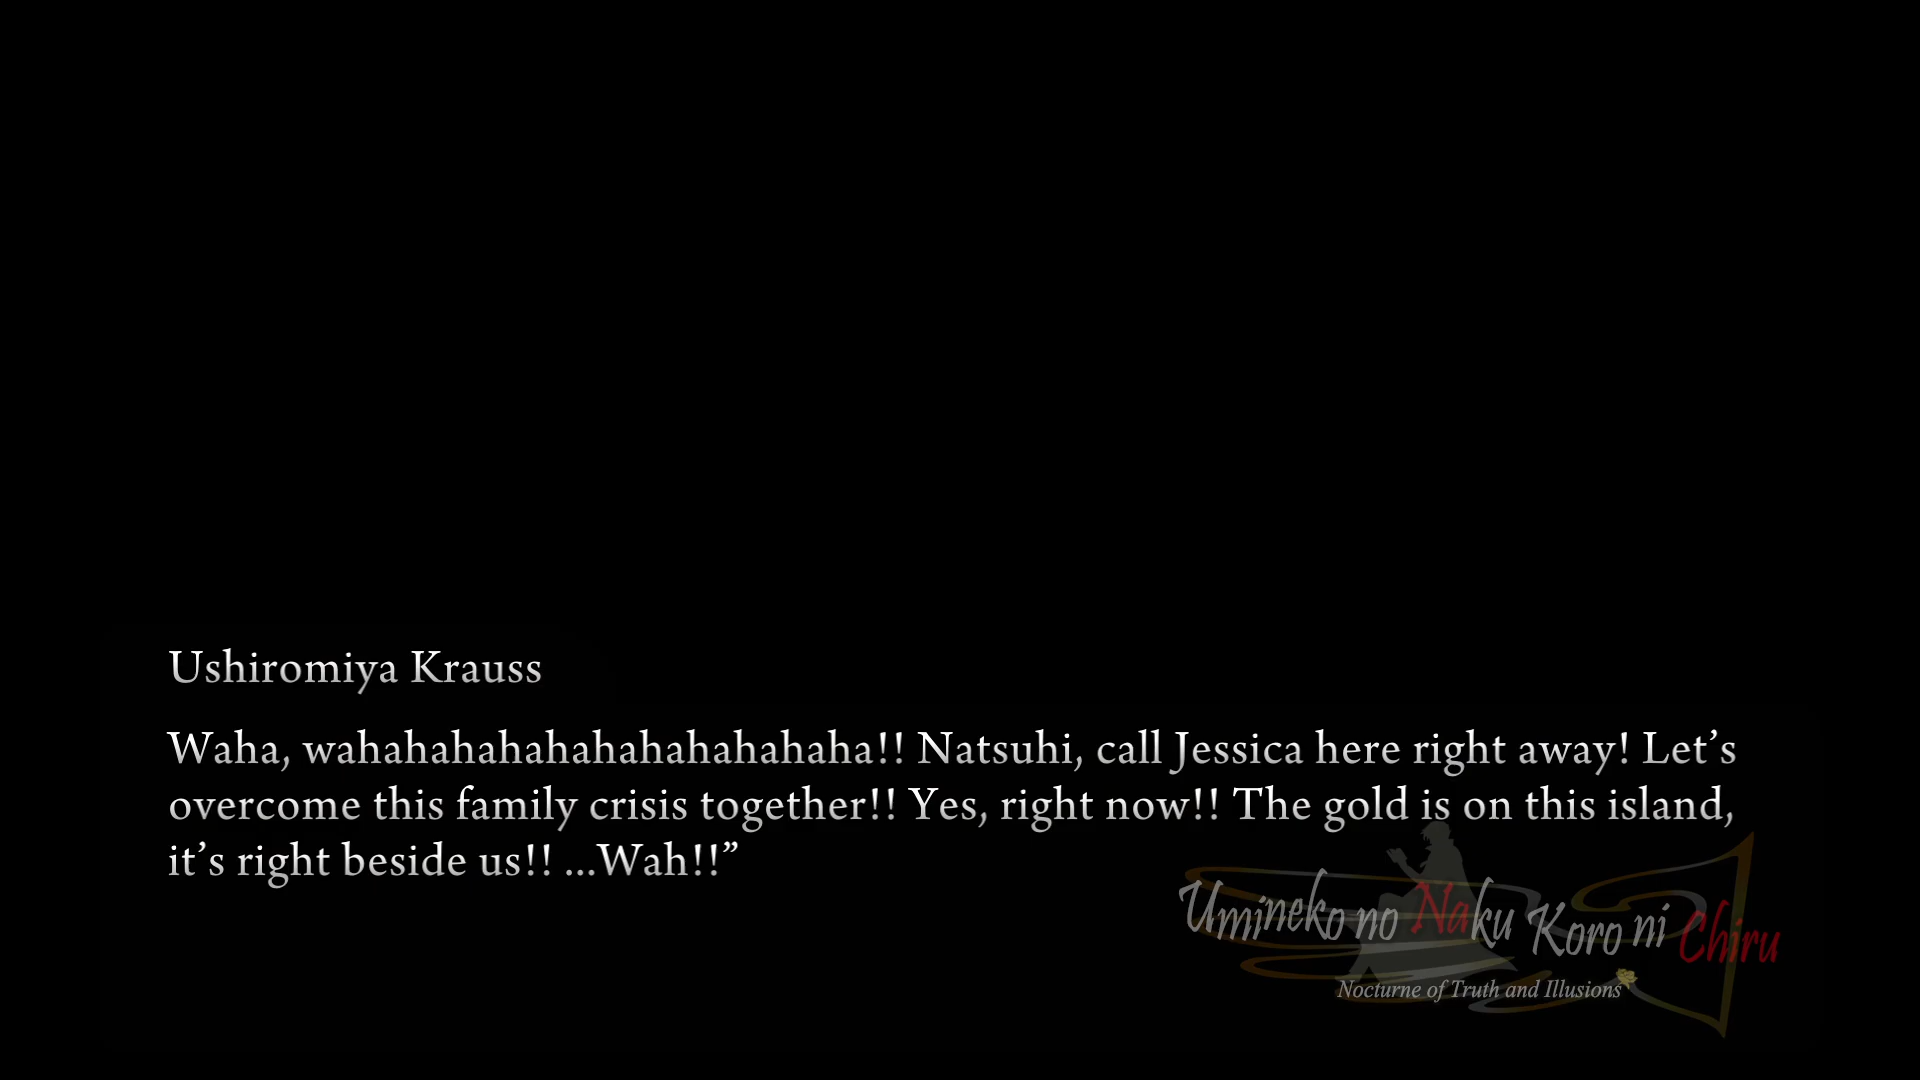 Ushiromiya Krauss
Waha, wahahahahahahahahahahaha!! Natsuhi, call Jessica here right away! Let’s
overcome this family crisis together!! Yes, right now!! The gold is on this island,
it’s right beside us!! ...Wah!!”
Umineko no Naku Koro ni Chiru
Nocturne of Truth and Illusions